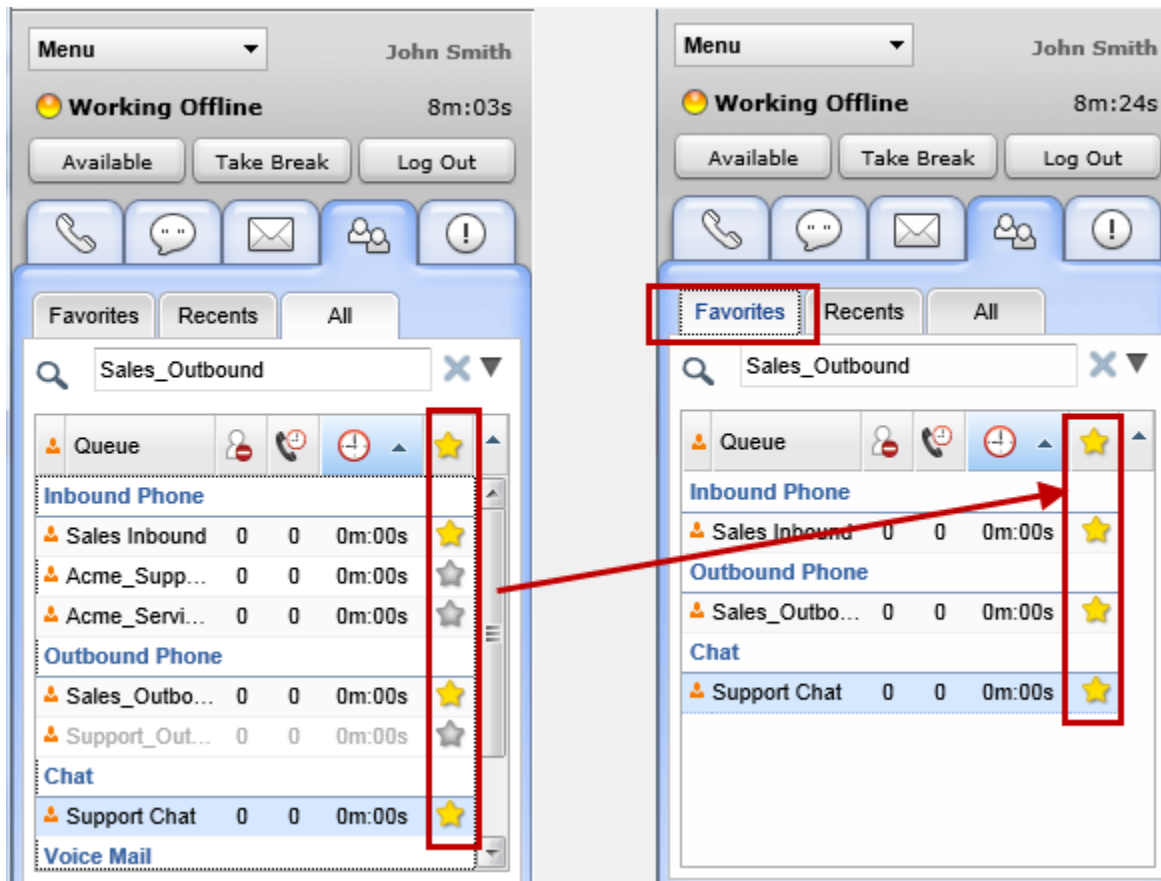 Menu
John Smith
Working Offline
8m:03s
Available
Take Break
Log Out
Favorites
Recents
All
Sales_Outbound
Queue
Inbound Phone
Sales Inbound 0 0 0m:00s
Acme_Supp... 0 0 0m:00s
Acme_Servi... 0 0 0m:00s
Outbound Phone
Sales_Outbo... 0 0 0m:00s
Support_Out... 0 0 0m:00s
Chat
Support Chat 0 0 0m:00s
Voice Mail
Menu
John Smith
Working Offline
8m:24s
Available
Take Break
Log Out
Favorites
Recents
All
Sales_Outbound
Queue
Inbound Phone
Sales Inbound 0 0 0m:00s
Outbound Phone
Sales_Outbo... 0 0 0m:00s
Chat
Support Chat 0 0 0m:00s